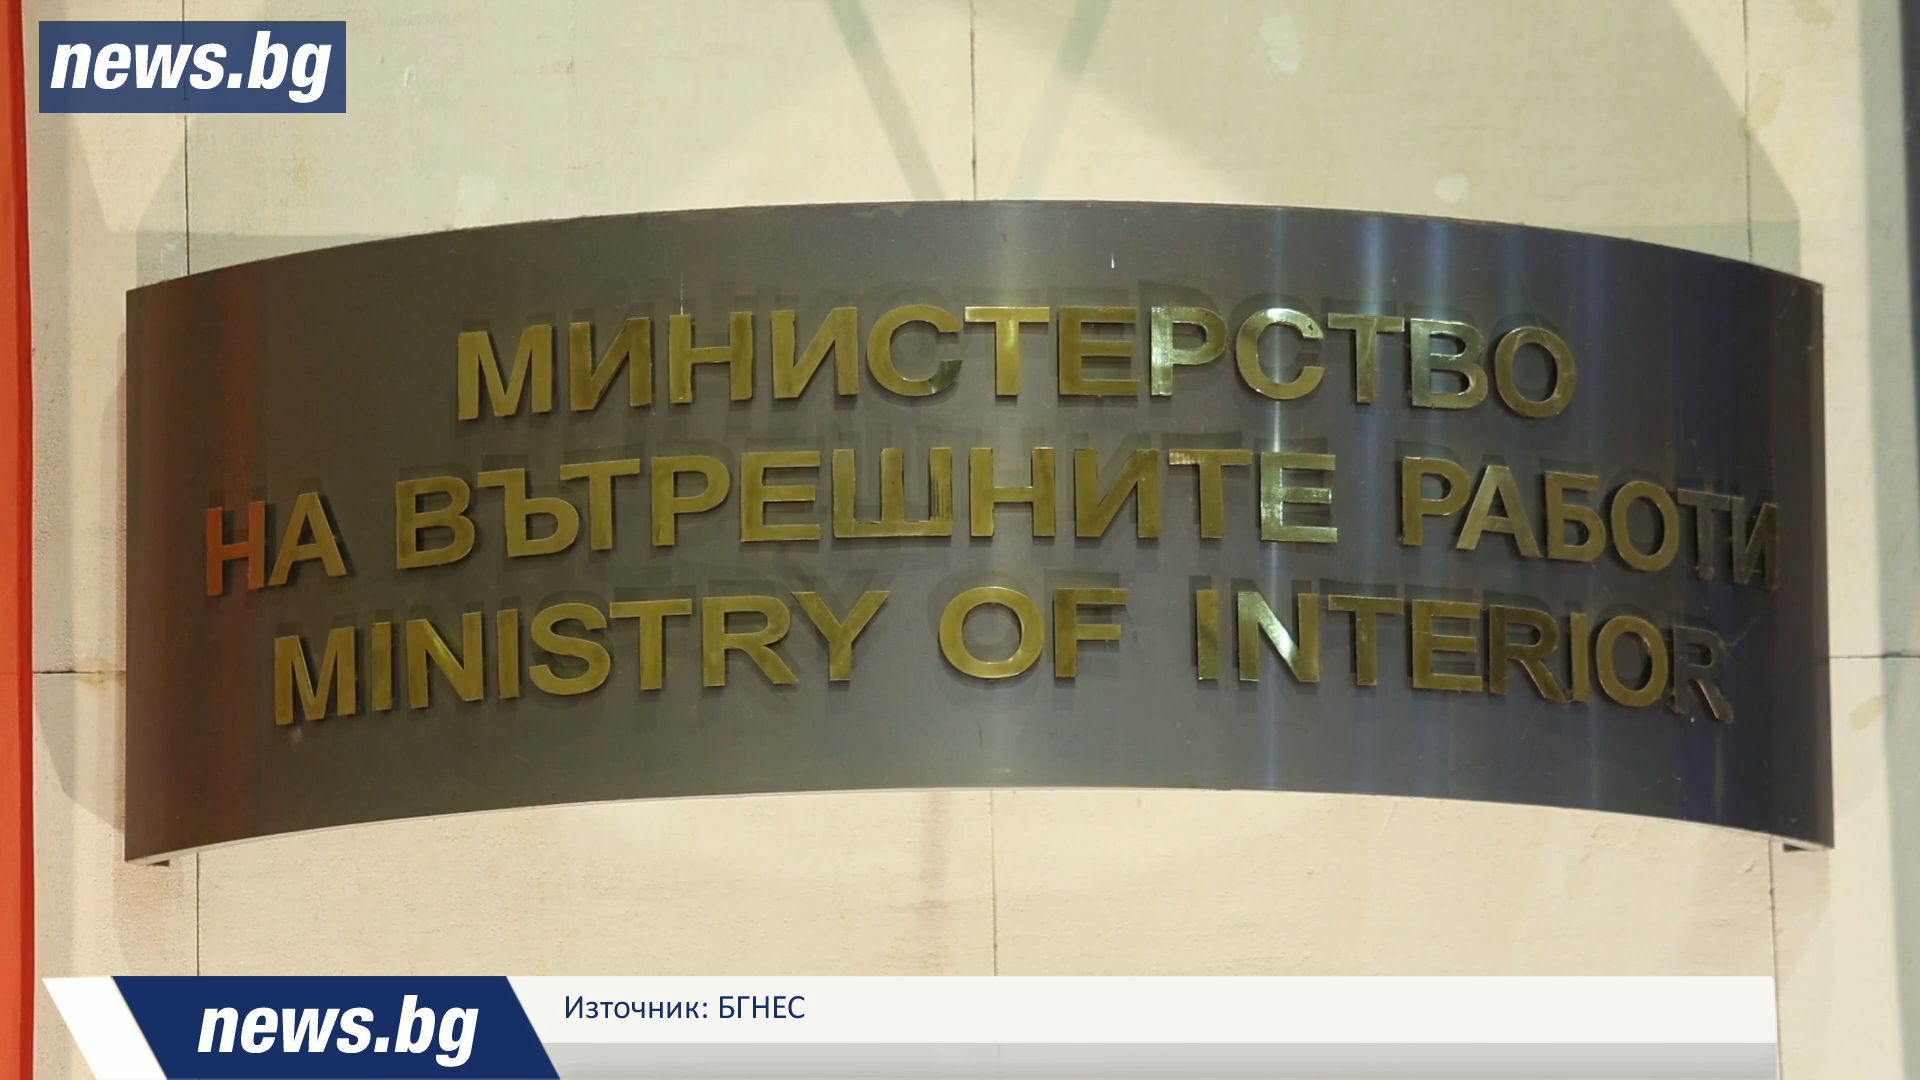 news.bg
МИНИСТЕРСТВО
НА ВЪТРЕШНИТЕ РАБОТИ
MINISTRY OF INTERIOR
news.bg
Източник: БГНЕС